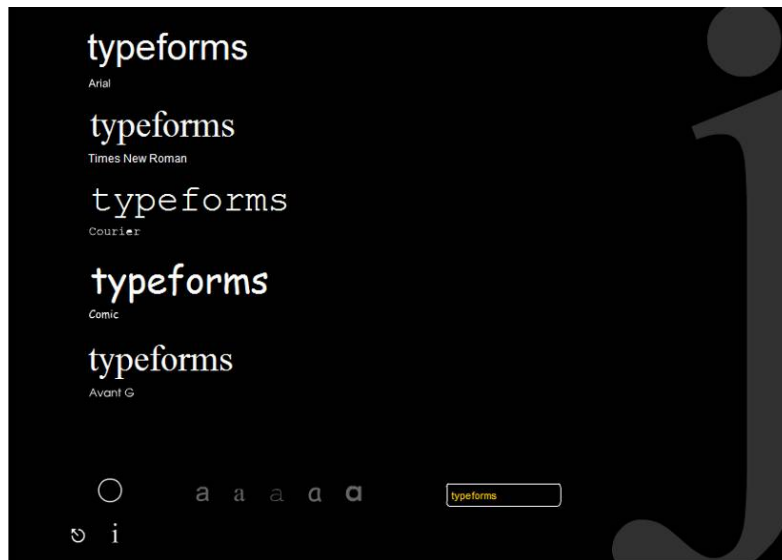 typeforms
Arial
typeforms
Times New Roman
typeforms
Courier
typeforms
Comic
typeforms
Avant G
a a a a a
typeforms
i
j